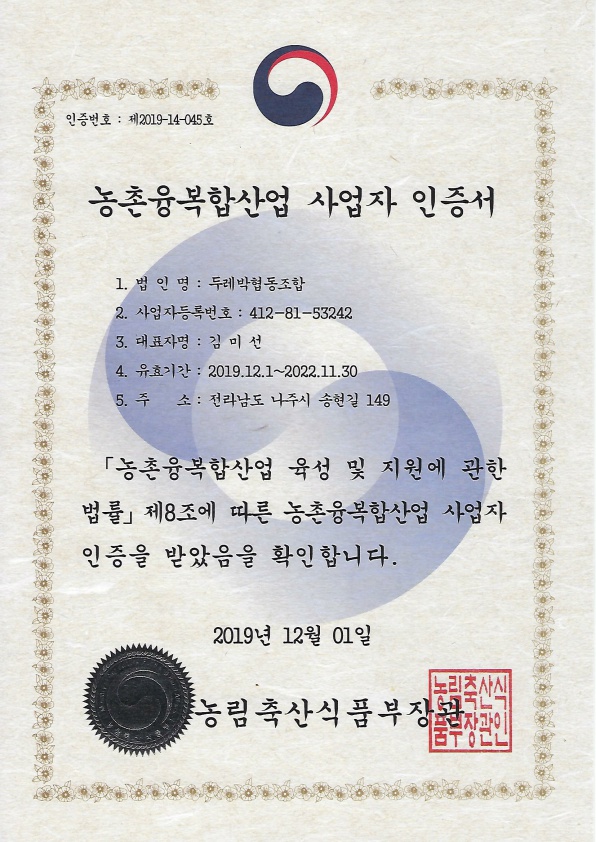 인증번호 : 제2019-14-045호
농촌융복합산업 사업자 인증서
1. 법 인 명 : 두레박협동조합
2. 사업자등록번호 : 412-81-53242
3. 대표자명 : 김 미 선
4. 유효기간 : 2019.12.1~2022.11.30
5. 주 소 : 전라남도 나주시 송현길 149
「농촌융복합산업 육성 및 지원에 관한
법률」제8조에 따른 농촌융복합산업 사업자
인증을 받았음을 확인합니다.
2019년 12월 01일
농림축산식품부장관
농림축산식
품부장관인